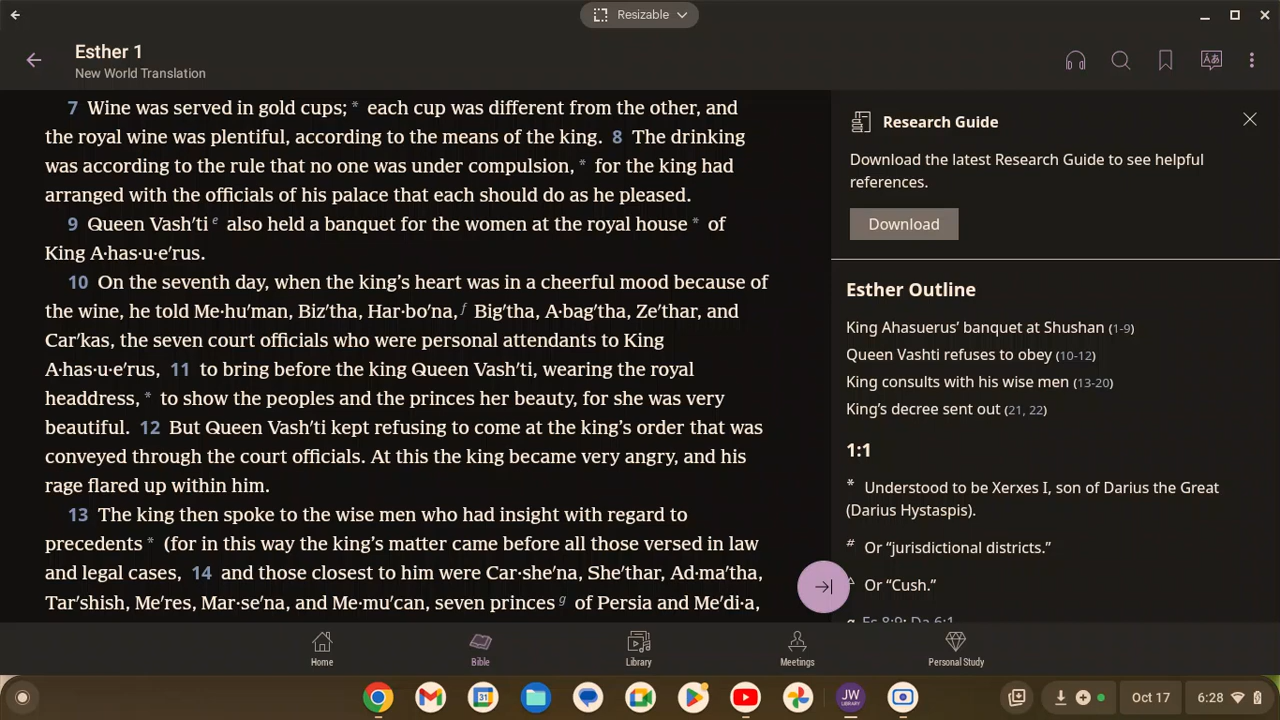 Resizable
Esther 1
New World Translation
7 Wine was served in gold cups; * each cup was different from the other, and
the royal wine was plentiful, according to the means of the king. 8 The drinking
was according to the rule that no one was under compulsion, * for the king had
arranged with the officials of his palace that each should do as he pleased.
9 Queen Vash′ti e also held a banquet for the women at the royal house * of
King A·has·u·e′rus.
10 On the seventh day, when the king’s heart was in a cheerful mood because of
the wine, he told Me·hu′man, Biz′tha, Har·bo′na, f Big′tha, A·bag′tha, Ze′thar, and
Car′kas, the seven court officials who were personal attendants to King
A·has·u·e′rus, 11 to bring before the king Queen Vash′ti, wearing the royal
headdress, * to show the peoples and the princes her beauty, for she was very
beautiful. 12 But Queen Vash′ti kept refusing to come at the king’s order that was
conveyed through the court officials. At this the king became very angry, and his
rage flared up within him.
13 The king then spoke to the wise men who had insight with regard to
precedents * (for in this way the king’s matter came before all those versed in law
and legal cases, 14 and those closest to him were Car·she′na, She′thar, Ad·ma′tha,
Tar′shish, Me′res, Mar·se′na, and Me·mu′can, seven princes g of Persia and Me′di·a,
Research Guide
Download the latest Research Guide to see helpful
references.
Download
Esther Outline
King Ahasuerus’ banquet at Shushan (1-9)
Queen Vashti refuses to obey (10-12)
King consults with his wise men (13-20)
King’s decree sent out (21, 22)
1:1
* Understood to be Xerxes I, son of Darius the Great
(Darius Hystaspis).
# Or “jurisdictional districts.”
Or “Cush.”
a Es 8:9; Da 6:1
Home
Bible
Library
Meetings
Personal Study
31
JW
LIBRARY
Oct 17
6:28